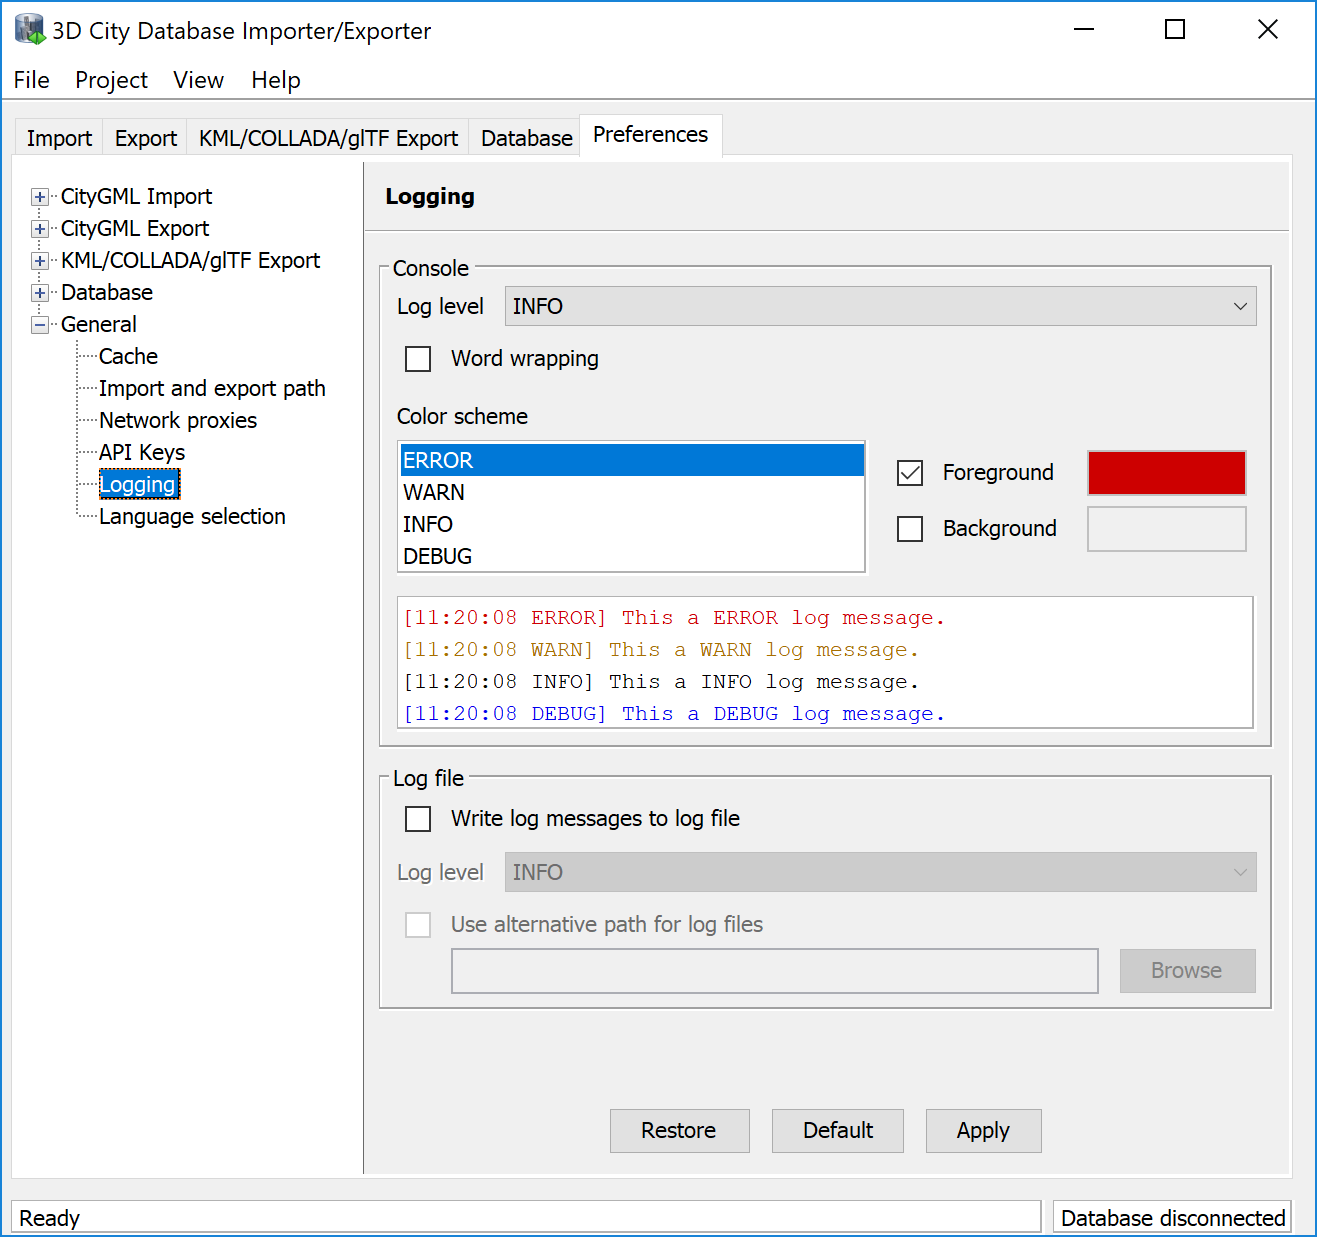 3D City Database Importer/Exporter
File Project View Help
Import Export KML/COLLADA/glTF Export Database Preferences
CityGML Import
CityGML Export
KML/COLLADA/glTF Export
Database
General
Cache
Import and export path
Network proxies
API Keys
Logging
Language selection
Logging
Console
Log level INFO
Word wrapping
Color scheme
ERROR
WARN
INFO
DEBUG
Foreground
Background
[11:20:08 ERROR] This a ERROR log message.
[11:20:08 WARN] This a WARN log message.
[11:20:08 INFO] This a INFO log message.
[11:20:08 DEBUG] This a DEBUG log message.
Log file
Write log messages to log file
Log level INFO
Use alternative path for log files
Browse
Restore Default Apply
Ready Database disconnected